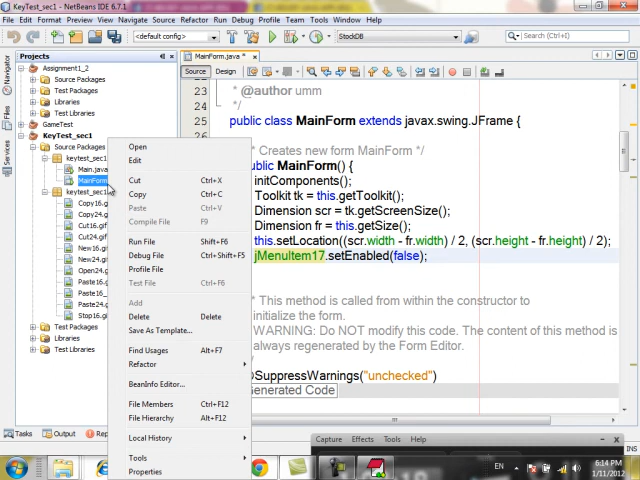 KeyTest_sec1 - NetBeans IDE 6.7.1
File Edit View Navigate Source Refactor Run Debug Profile Team Tools Window Help
<default config>
StockDB
Search (Ctrl+I)
Projects
MainForm.java *
Source Design
Navigator
Files
Services
Assignment1_2
Source Packages
Test Packages
Libraries
Test Libraries
GameTest
KeyTest_sec1
Source Packages
keytest_sec1
Main.java
MainForm
keytest_sec1
Copy16.gif
Copy24.g
Cut16.gif
Cut24.gif
New16.g
New24.g
Open24.g
Paste16.g
Paste16_
Paste24.g
Stop16.gi
Test Packages
Libraries
Test Libraries
Open
Edit
Cut Ctrl+X
Copy Ctrl+C
Paste Ctrl+V
Compile File F9
Run File Shift+F6
Debug File Ctrl+Shift+F5
Profile File
Test File Ctrl+F6
Add
Delete Delete
Save As Template...
Find Usages Alt+F7
Refactor
BeanInfo Editor...
File Members Ctrl+F12
File Hierarchy Alt+F12
Local History
Tools
Properties
23
24 * @author umm
*/
25 public class MainForm extends javax.swing.JFrame {
Creates new form MainForm */
public MainForm() {
initComponents();
Toolkit tk = this.getToolkit();
Dimension scr = tk.getScreenSize();
Dimension fr = this.getSize();
this.setLocation((scr.width - fr.width) / 2, (scr.height - fr.height) / 2);
jMenuItem17.setEnabled(false);
* This method is called from within the constructor to
initialize the form.
WARNING: Do NOT modify this code. The content of this method is
always regenerated by the Form Editor.
*/
@SuppressWarnings("unchecked")
Generated Code
Tasks Output
INS
Capture Effects Tools Help
EN
6:14 PM
1/11/2012